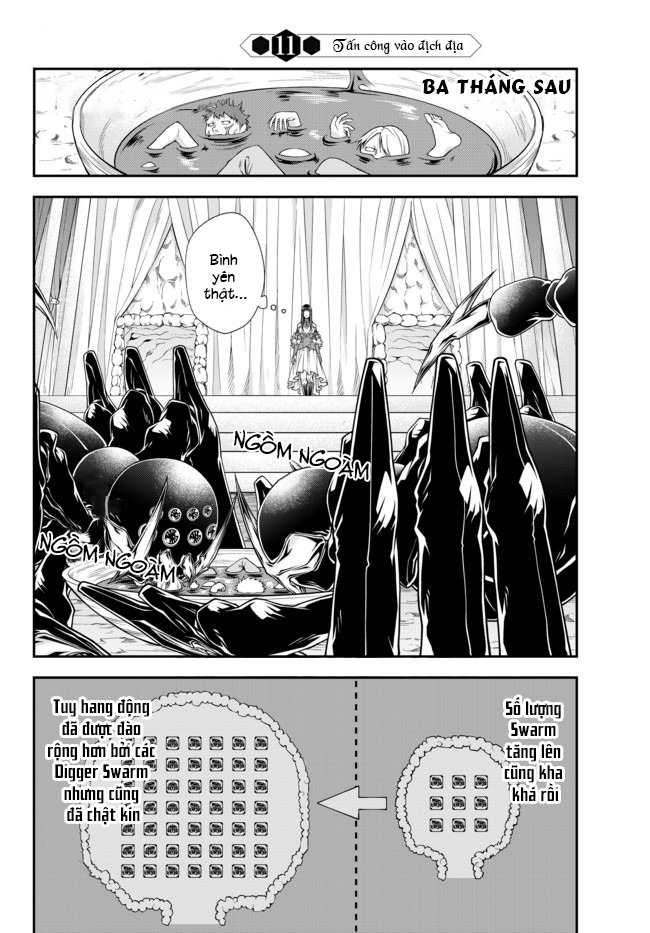 11 Tấn công vào địch địa
BA THÁNG SAU
Bình
yên
thật...
NGỒM NGOÀM
NGỒM NGOÀM
Tuy hang động
đã được đào
rộng hơn bởi các
Digger Swarm
nhưng cũng
đã chật kín
Số lượng
Swarm
tăng lên
cũng kha
khá rồi